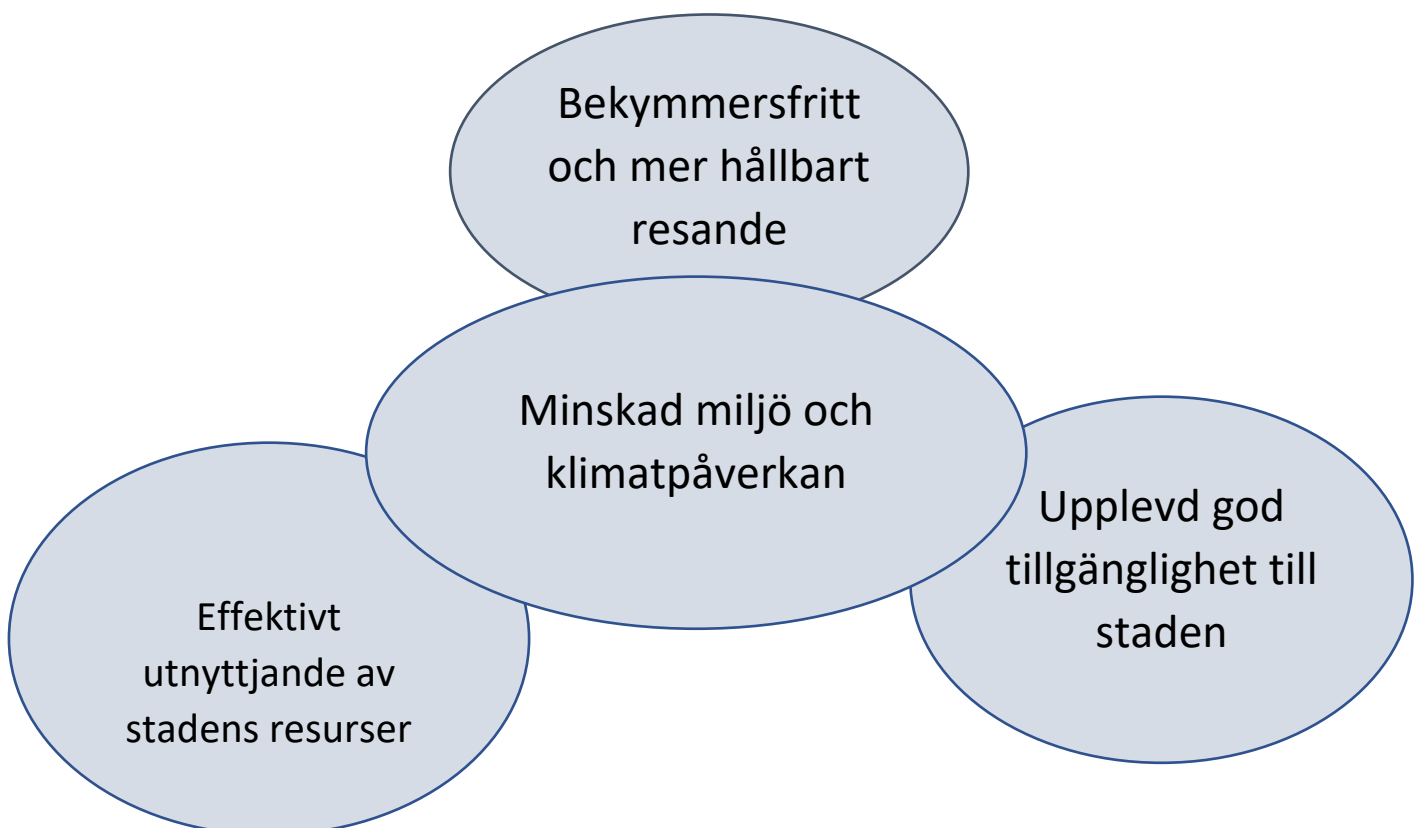 Bekymmersfritt
och mer hållbart
resande
Minskad miljö och
klimatpåverkan
Upplevd god
tillgänglighet till
staden
Effektivt
utnyttjande av
stadens resurser